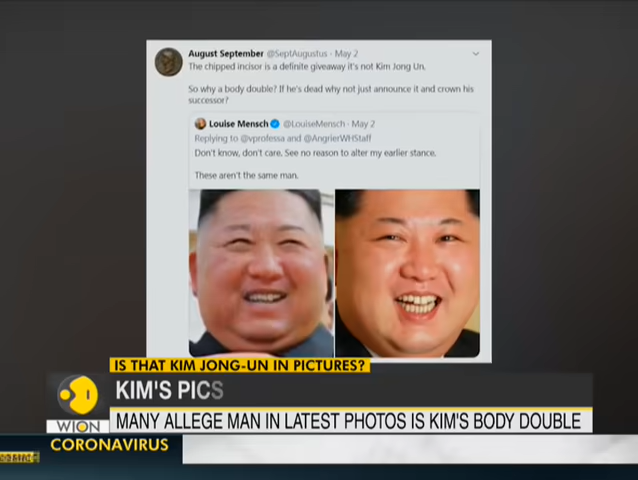 August September @SeptAugustus · May 2
The chipped incisor is a definite giveaway it's not Kim Jong Un.
So why a body double? If he's dead why not just announce it and crown his
successor?
Louise Mensch @LouiseMensch · May 2
Replying to @vprofessa and @AngrierWHStaff
Don't know, don't care. See no reason to alter my earlier stance.
These aren't the same man.
IS THAT KIM JONG-UN IN PICTURES?
KIM'S PICS
WION
MANY ALLEGE MAN IN LATEST PHOTOS IS KIM'S BODY DOUBLE
CORONAVIRUS